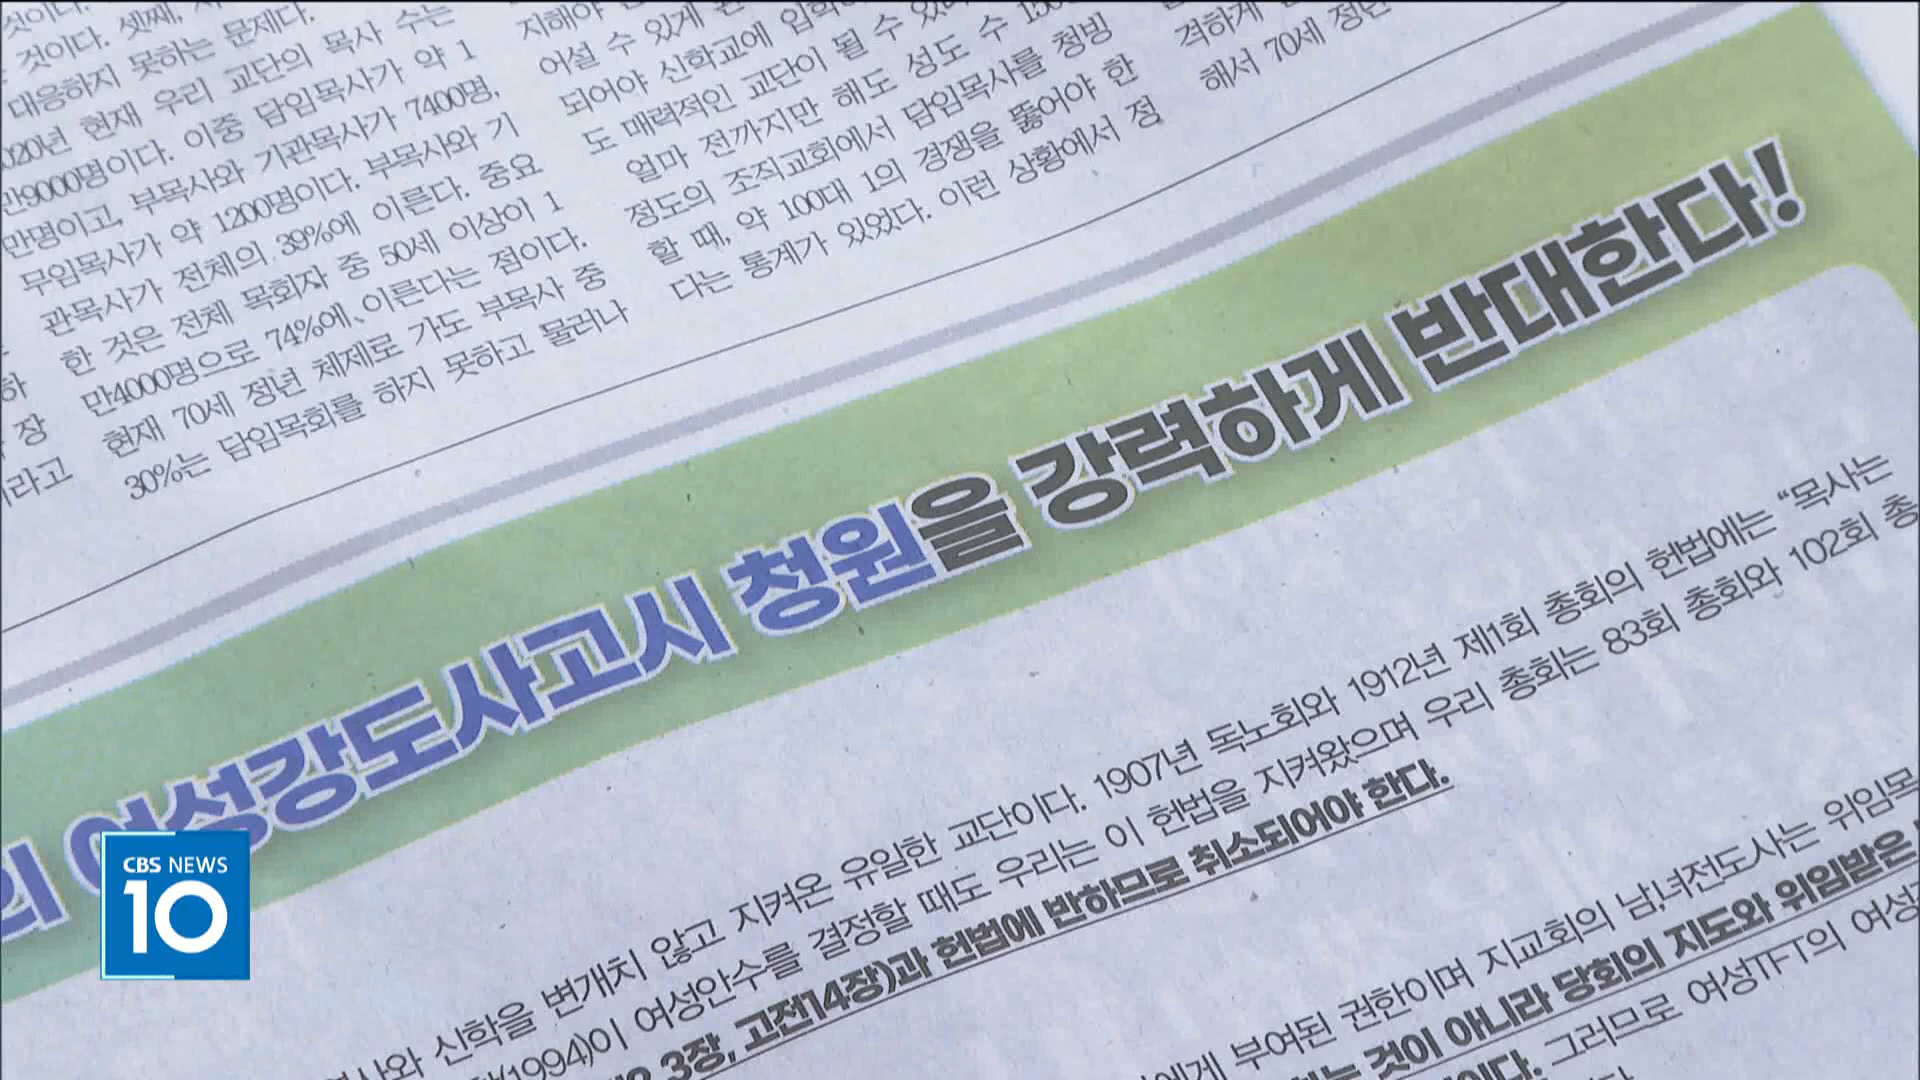 것이다.
것이다. 셋째,
대응하지 못하는 문제다.
020년 현재 우리 교단의 목사 수는
만9000명이다. 이중 담임목사가 약 1
만명이고, 부목사와 기관목사가 7400명,
무임목사가 약 1200명이다. 부목사와 기
관목사가 전체의 39%에 이른다. 중요
한 것은 전체 목회자 중 50세 이상이 1
만4000명으로 74%에 이른다는 점이다.
현재 70세 정년 체제로 가도 부목사 중
30%는 담임목회를 하지 못하고 물러나
하
장
라고
지해야
어설 수 있게
되어야 신학교에 입학
도 매력적인 교단이 될 수 있다
얼마 전까지만 해도 성도 수 150
정도의 조직교회에서 담임목사를 청빙
할 때, 약 100대 1의 경쟁을 뚫어야 한
다는 통계가 있었다. 이런 상황에서 정
격하게
해서 70세 정년
의 여성강도사고시 청원을 강력하게 반대한다!
역사와 신학을 변개치 않고 지켜온 유일한 교단이다. 1907년 독노회와 1912년 제1회 총회의 헌법에는 “목사는
(1994)이 여성안수를 결정할 때도 우리는 이 헌법을 지켜왔으며 우리 총회는 83회 총회와 102회 총
3장, 고전14장)과 헌법에 반하므로 취소되어야 한다.
에게 부여된 권한이며 지교회의 남,녀전도사는 위임목
는 것이 아니라 당회의 지도와 위임받은
이다. 그러므로 여성TFT의 여성
CBS NEWS
10